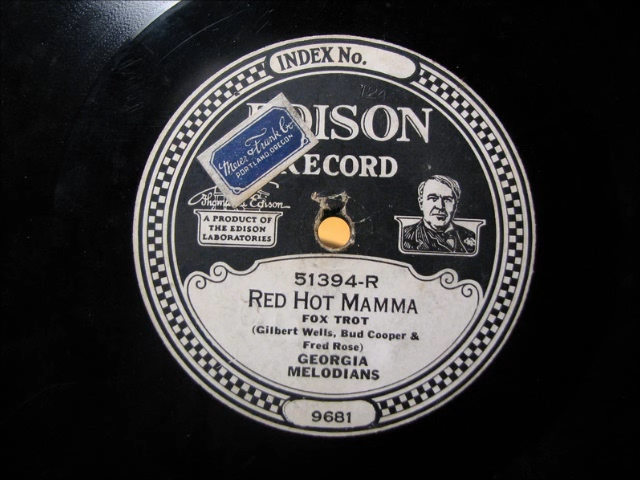 INDEX No.
EDISON
RECORD
Meier & Frank Co
PORTLAND, OREGON
Thomas A Edison
A PRODUCT OF
THE EDISON
LABORATORIES
51394-R
RED HOT MAMMA
FOX TROT
(Gilbert Wells, Bud Cooper &
Fred Rose)
GEORGIA
MELODIANS
9681